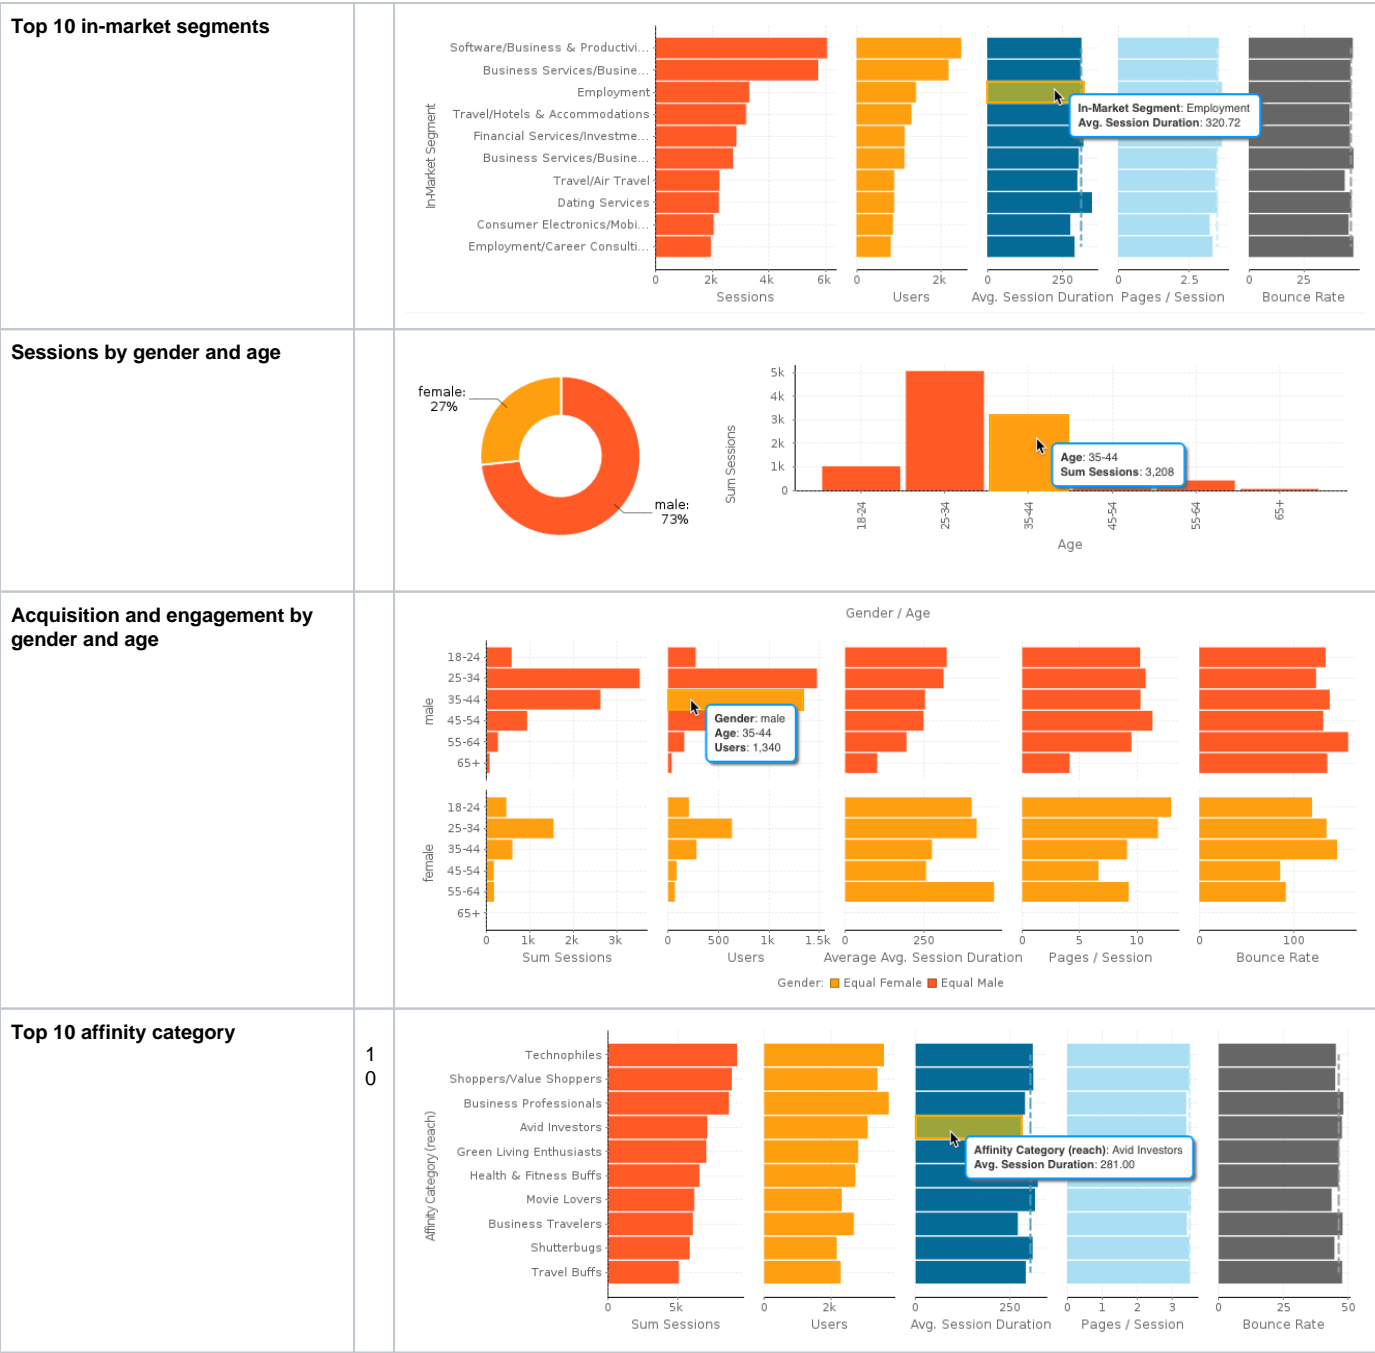 Top 10 in-market segments
In-Market Segment
Software/Business & Productivi...
Business Services/Busine...
Employment
Travel/Hotels & Accommodations
Financial Services/Investme...
Business Services/Busine...
Travel/Air Travel
Dating Services
Consumer Electronics/Mobi...
Employment/Career Consulti...
In-Market Segment: Employment
Avg. Session Duration: 320.72
0 2k 4k 6k 0 2k 0 250 0 2.5 0 25
Sessions Users Avg. Session Duration Pages / Session Bounce Rate
Sessions by gender and age
female:
27%
male:
73%
Sum Sessions
5k
4k
3k
2k
1k
0
Age: 35-44
Sum Sessions: 3,208
18-24 25-34 35-44 45-54 55-64 65+
Age
Acquisition and engagement by
gender and age
Gender / Age
male
18-24
25-34
35-44
45-54
55-64
65+
Gender: male
Age: 35-44
Users: 1,340
female
18-24
25-34
35-44
45-54
55-64
65+
0 1k 2k 3k 0 500 1k 1.5k 0 250 0 5 10 0 100
Sum Sessions Users Average Avg. Session Duration Pages / Session Bounce Rate
Gender: Equal Female Equal Male
Top 10 affinity category
1
0
Affinity Category (reach)
Technophiles
Shoppers/Value Shoppers
Business Professionals
Avid Investors
Green Living Enthusiasts
Health & Fitness Buffs
Movie Lovers
Business Travelers
Shutterbugs
Travel Buffs
Affinity Category (reach): Avid Investors
Avg. Session Duration: 281.00
0 5k 0 2k 0 250 0 1 2 3 0 25 50
Sum Sessions Users Avg. Session Duration Pages / Session Bounce Rate